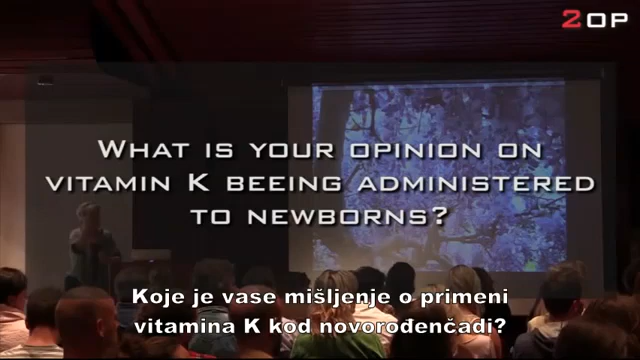 2OP
WHAT IS YOUR OPINION ON
VITAMIN K BEEING ADMINISTERED
TO NEWBORNS?
Koje je vase mišljenje o primeni
vitamina K kod novorođenčadi?